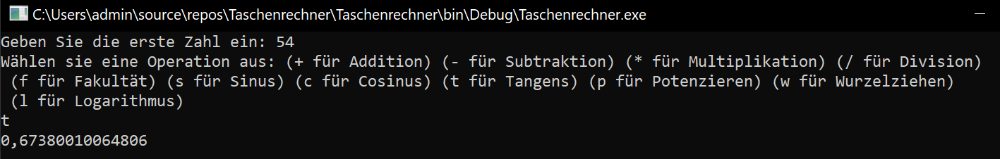 C:\Users\admin\source\repos\Taschenrechner\Taschenrechner\bin\Debug\Taschenrechner.exe
Geben Sie die erste Zahl ein: 54
Wählen sie eine Operation aus: (+ für Addition) (- für Subtraktion) (* für Multiplikation) (/ für Division)
(f für Fakultät) (s für Sinus) (c für Cosinus) (t für Tangens) (p für Potenzieren) (w für Wurzelziehen)
(l für Logarithmus)
t
0,67380010064806